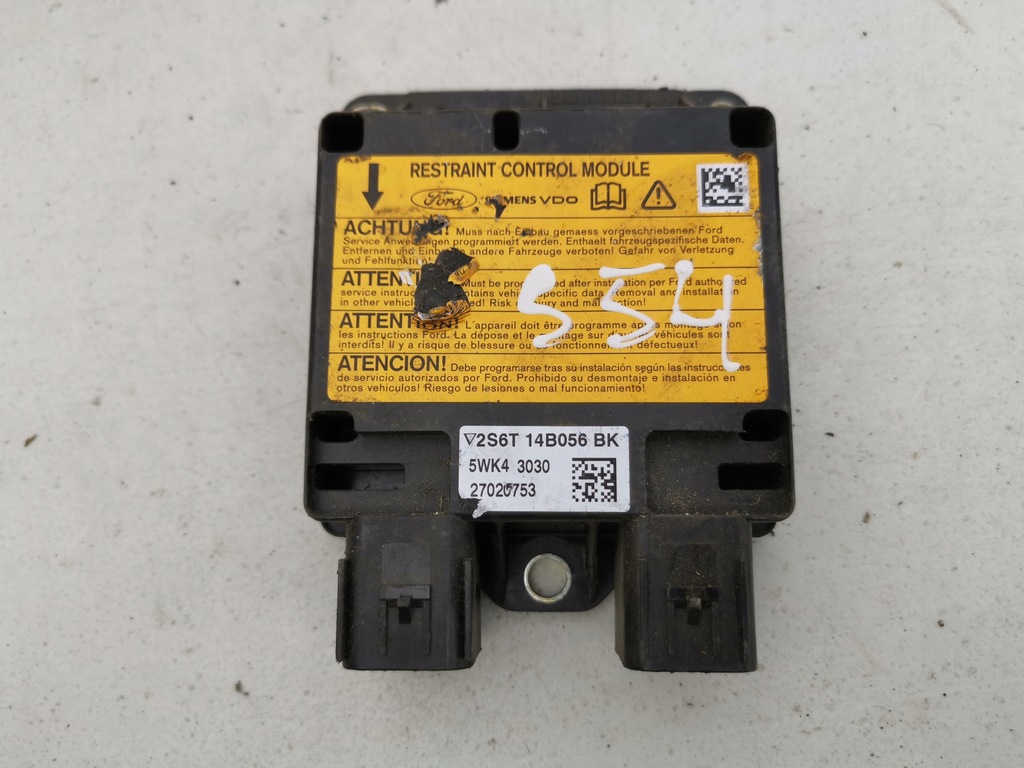 RESTRAINT CONTROL MODULE
Ford SIEMENS VDO
ACHTUNG! Muss nach Einbau gemaess vorgeschriebenen Ford
Service Anweisungen programmiert werden. Enthaelt fahrzeugspezifische Daten.
Entfernen und Einbau in andere Fahrzeuge verboten! Gefahr von Verletzung
und Fehlfunktion!
ATTENTION! Must be programmed after installation per Ford authorized
service instructions. Contains vehicle specific data. Removal and installation
in other vehicles prohibited! Risk of injury and malfunction!
ATTENTION! L'appareil doit être programme après montage selon
les instructions Ford. La dépose et le montage sur d'autres véhicules sont
interdits! Il y a risque de blessure ou de fonctionnement défectueux!
ATENCION! Debe programarse tras su instalación según las instrucciones
de servicio autorizados por Ford. Prohibido su desmontaje e instalación en
otros vehiculos! Riesgo de lesiones o mal funcionamiento!
S54
2S6T 14B056 BK
5WK4 3030
27020753